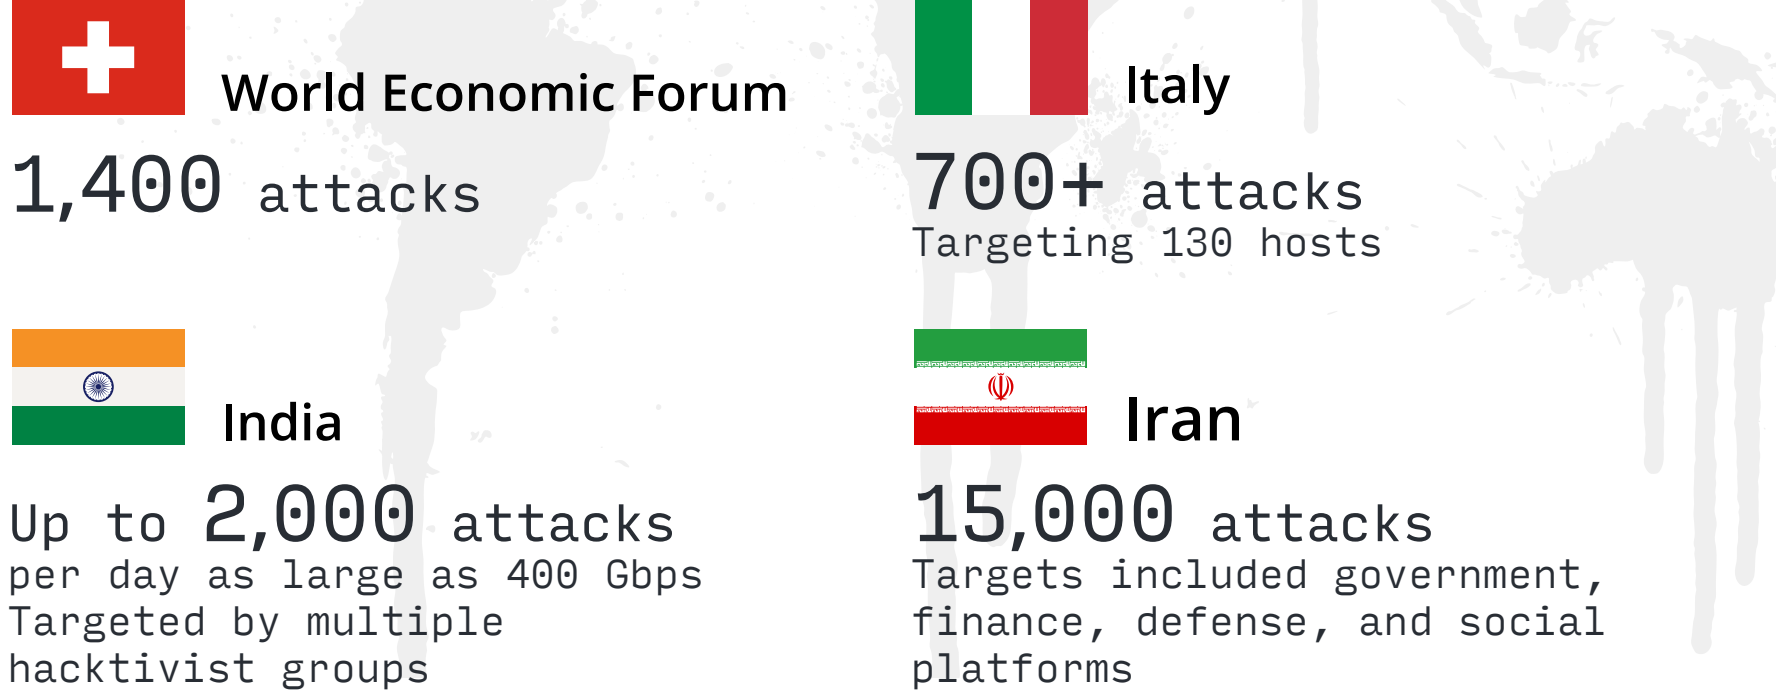 World Economic Forum
1,400 attacks
Italy
700+ attacks
Targeting 130 hosts
India
Up to 2,000 attacks
per day as large as 400 Gbps
Targeted by multiple
hacktivist groups
Iran
15,000 attacks
Targets included government,
finance, defense, and social
platforms